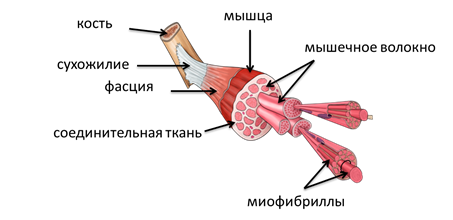 кость
мышца
мышечное волокно
сухожилие
фасция
соединительная ткань
миофибриллы